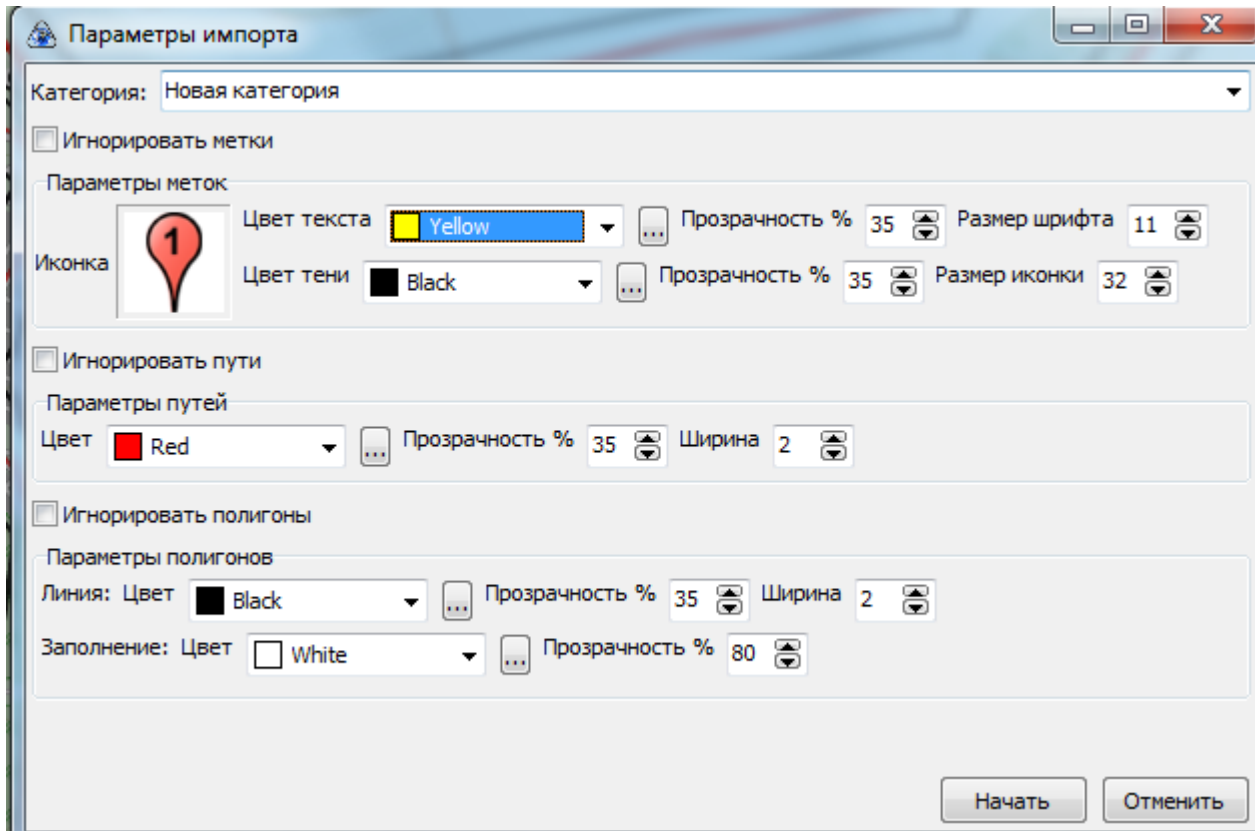 Параметры импорта
Категория: Новая категория
Игнорировать метки
Параметры меток
Иконка 1 Цвет текста Yellow ... Прозрачность % 35 Размер шрифта 11
Цвет тени Black ... Прозрачность % 35 Размер иконки 32
Игнорировать пути
Параметры путей
Цвет Red ... Прозрачность % 35 Ширина 2
Игнорировать полигоны
Параметры полигонов
Линия: Цвет Black ... Прозрачность % 35 Ширина 2
Заполнение: Цвет White ... Прозрачность % 80
Начать Отменить